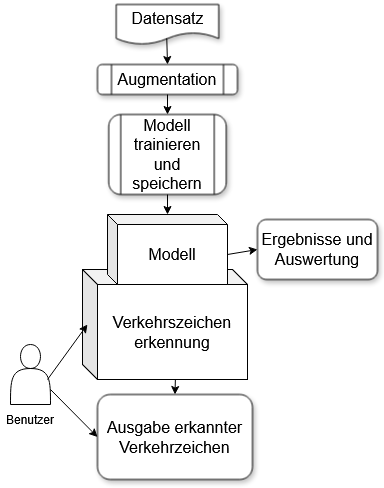 Datensatz
Augmentation
Modell
trainieren
und
speichern
Modell
Ergebnisse und
Auswertung
Verkehrszeichen
erkennung
Benutzer
Ausgabe erkannter
Verkehrzeichen